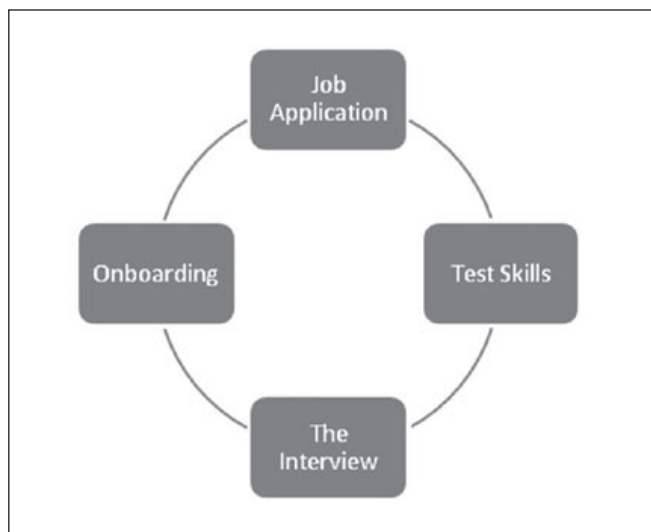 Job
Application
Test Skills
The
Interview
Onboarding